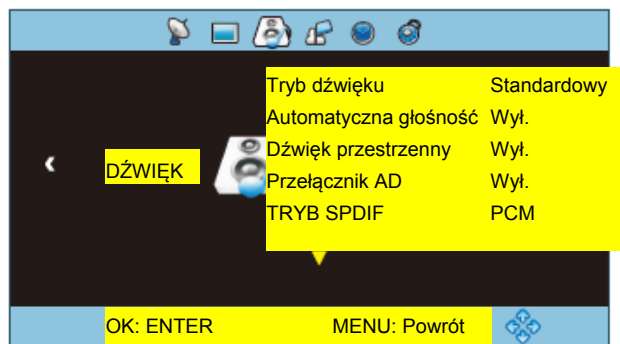 DŹWIĘK
Tryb dźwięku Standardowy
Automatyczna głośność Wył.
Dźwięk przestrzenny Wył.
Przełącznik AD Wył.
TRYB SPDIF PCM
OK: ENTER MENU: Powrót